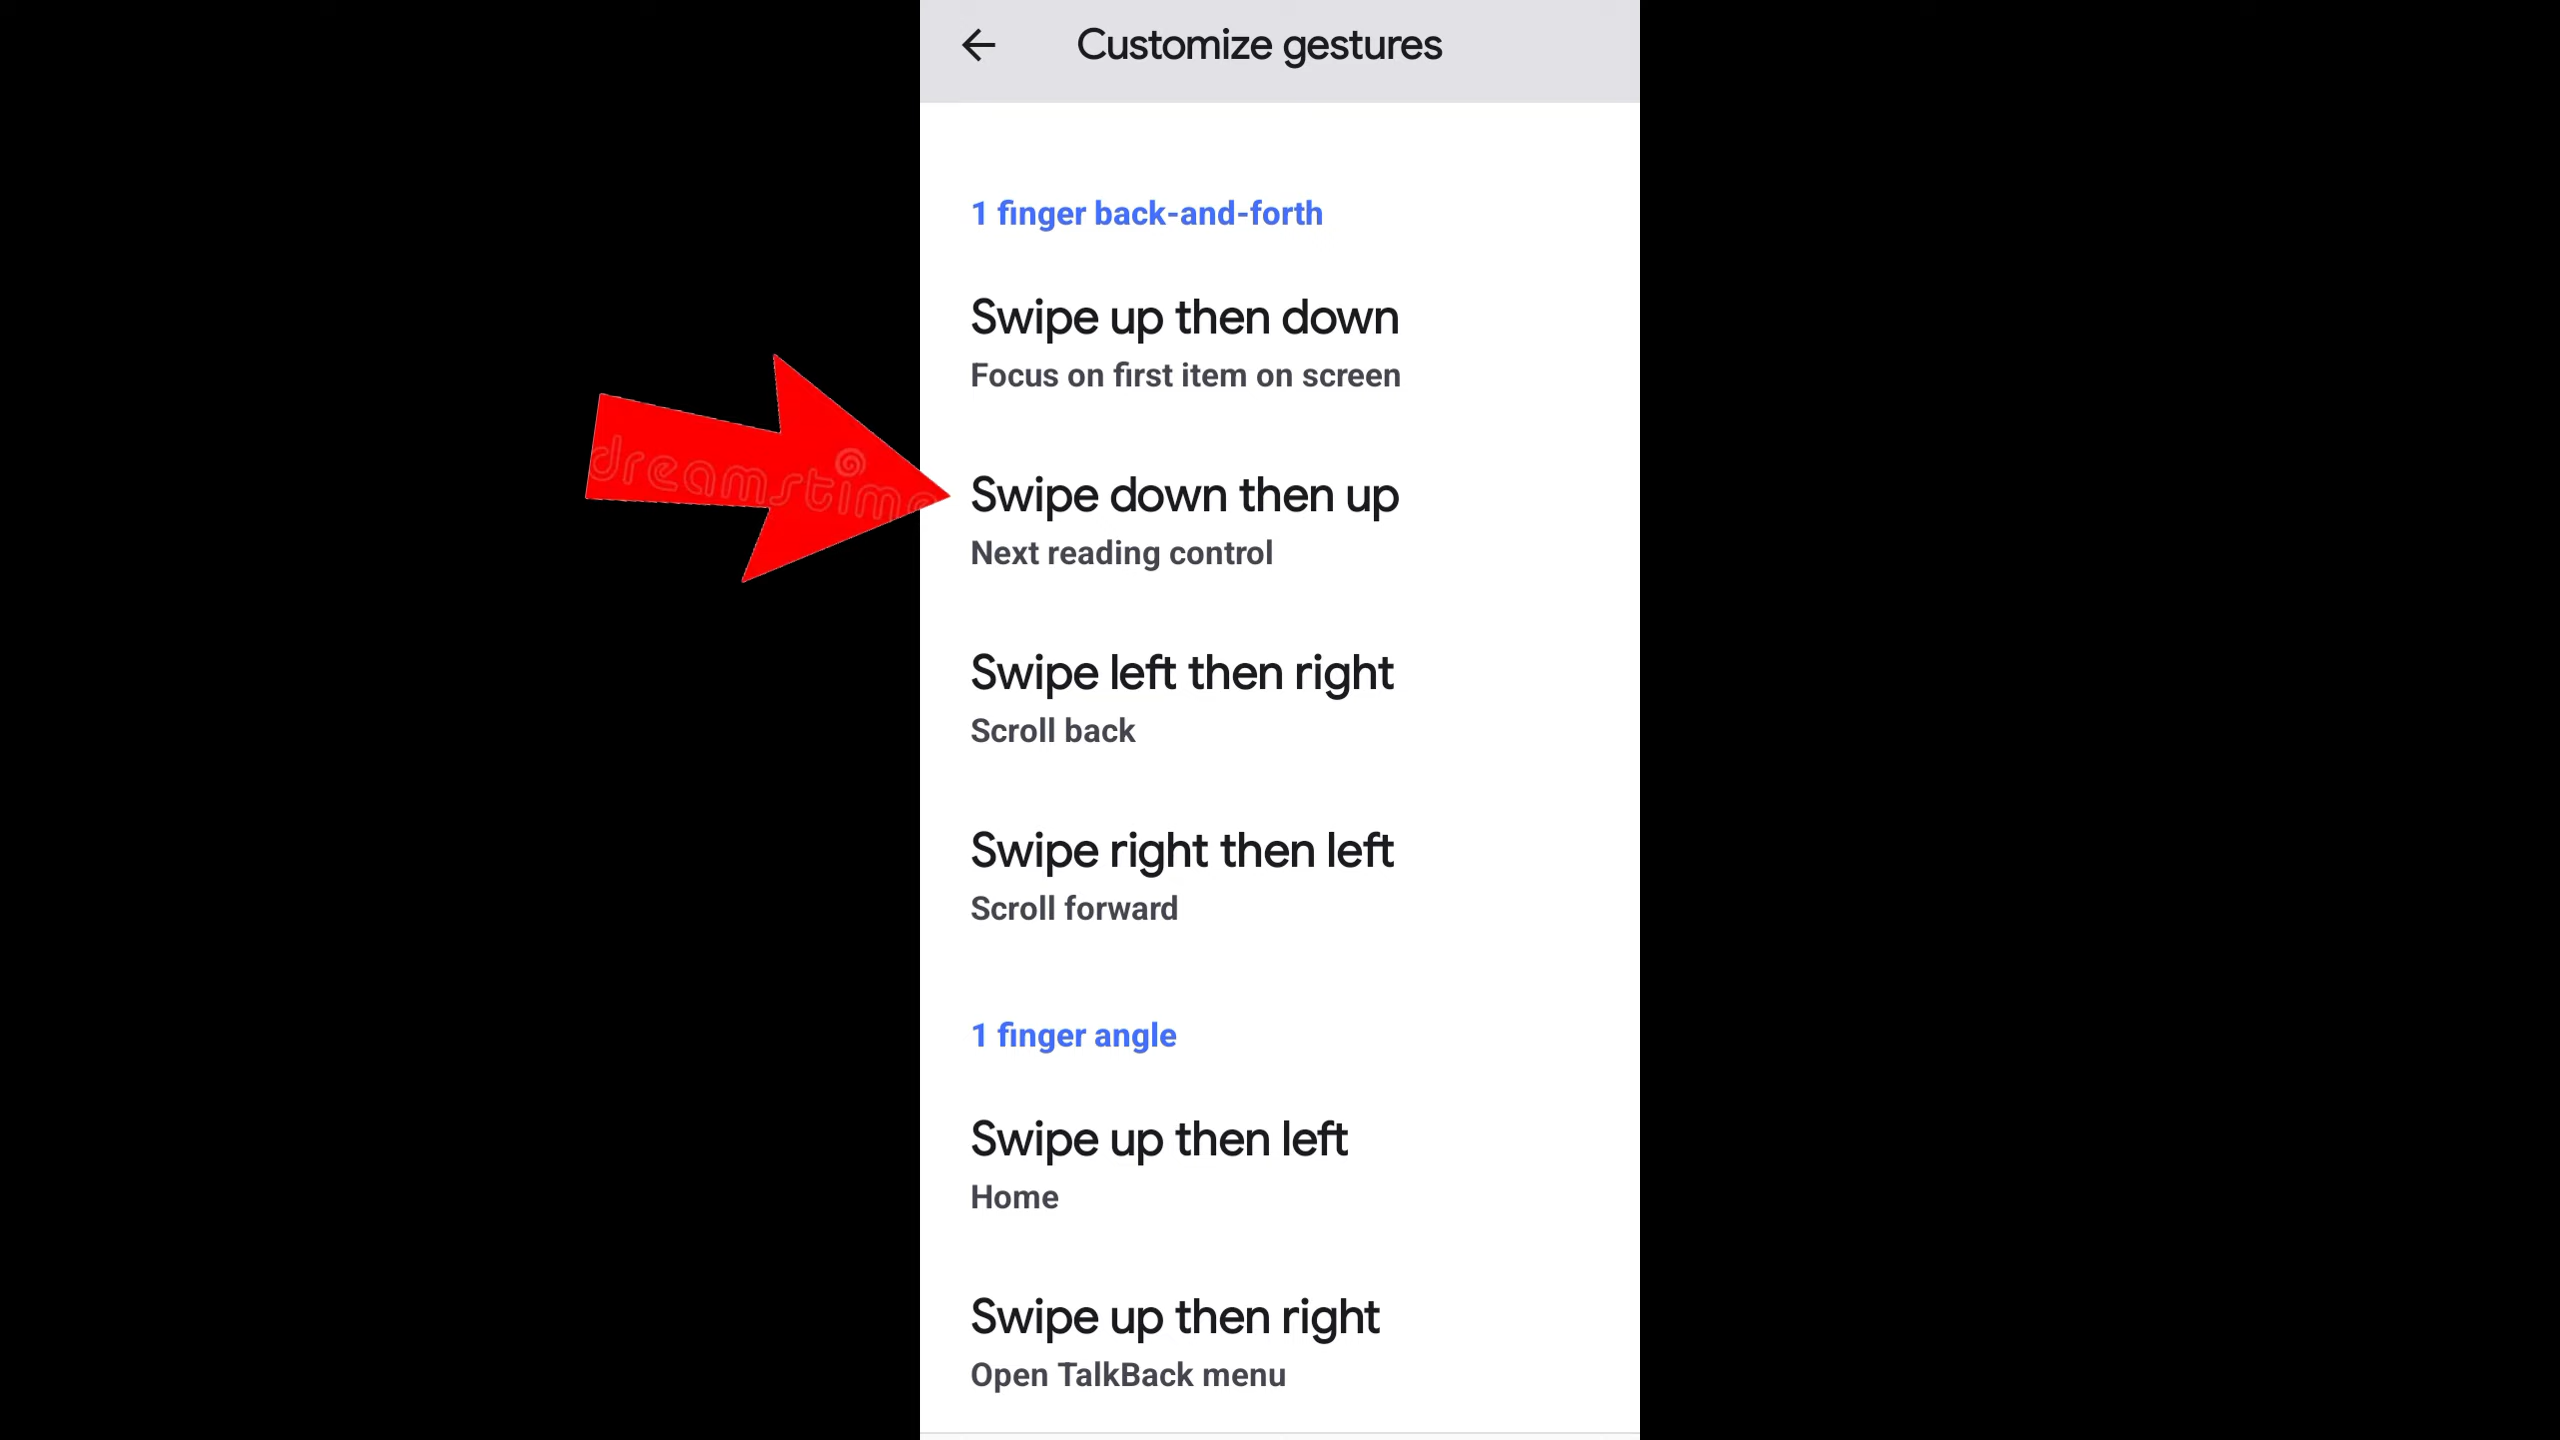 Customize gestures
1 finger back-and-forth
Swipe up then down
Focus on first item on screen
dreamstime
Swipe down then up
Next reading control
Swipe left then right
Scroll back
Swipe right then left
Scroll forward
1 finger angle
Swipe up then left
Home
Swipe up then right
Open TalkBack menu